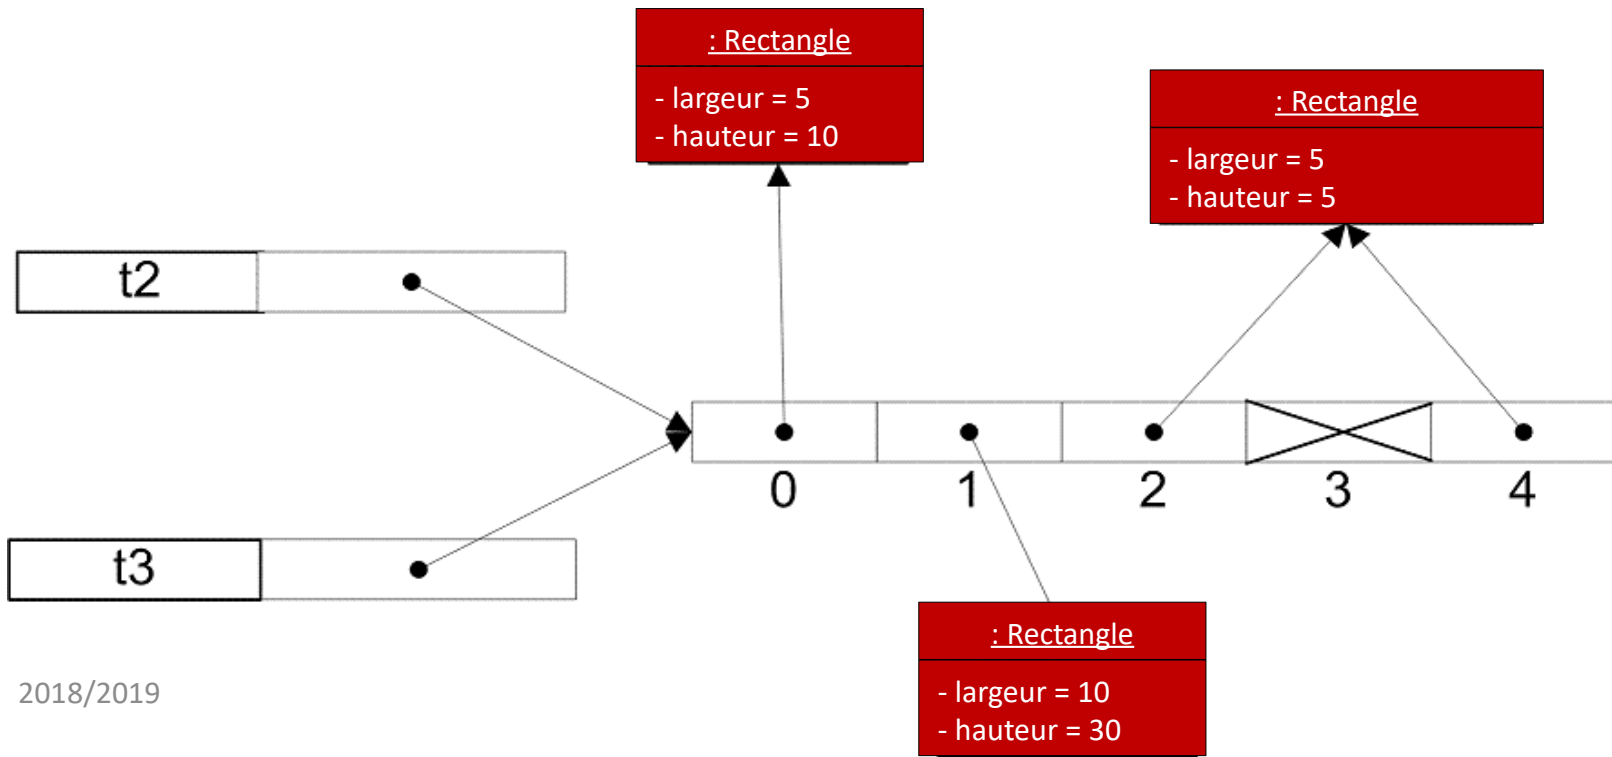 : Rectangle
- largeur = 5
- hauteur = 10
: Rectangle
- largeur = 5
- hauteur = 5
t2
0 1 2 3 4
t3
: Rectangle
- largeur = 10
- hauteur = 30
2018/2019